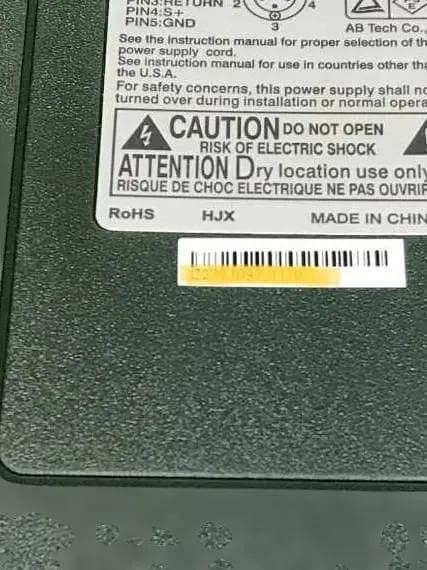 PIN3:RETURN 2 4
PIN4:S+
PIN5:GND
3
AB Tech Co.,
See the instruction manual for proper selection of th
power supply cord.
See instruction manual for use in countries other tha
the U.S.A.
For safety concerns, this power supply shall no
turned over during installation or normal opera
CAUTION DO NOT OPEN
RISK OF ELECTRIC SHOCK
ATTENTION Dry location use only
RISQUE DE CHOC ELECTRIQUE NE PAS OUVRIR
RoHS HJX MADE IN CHIN